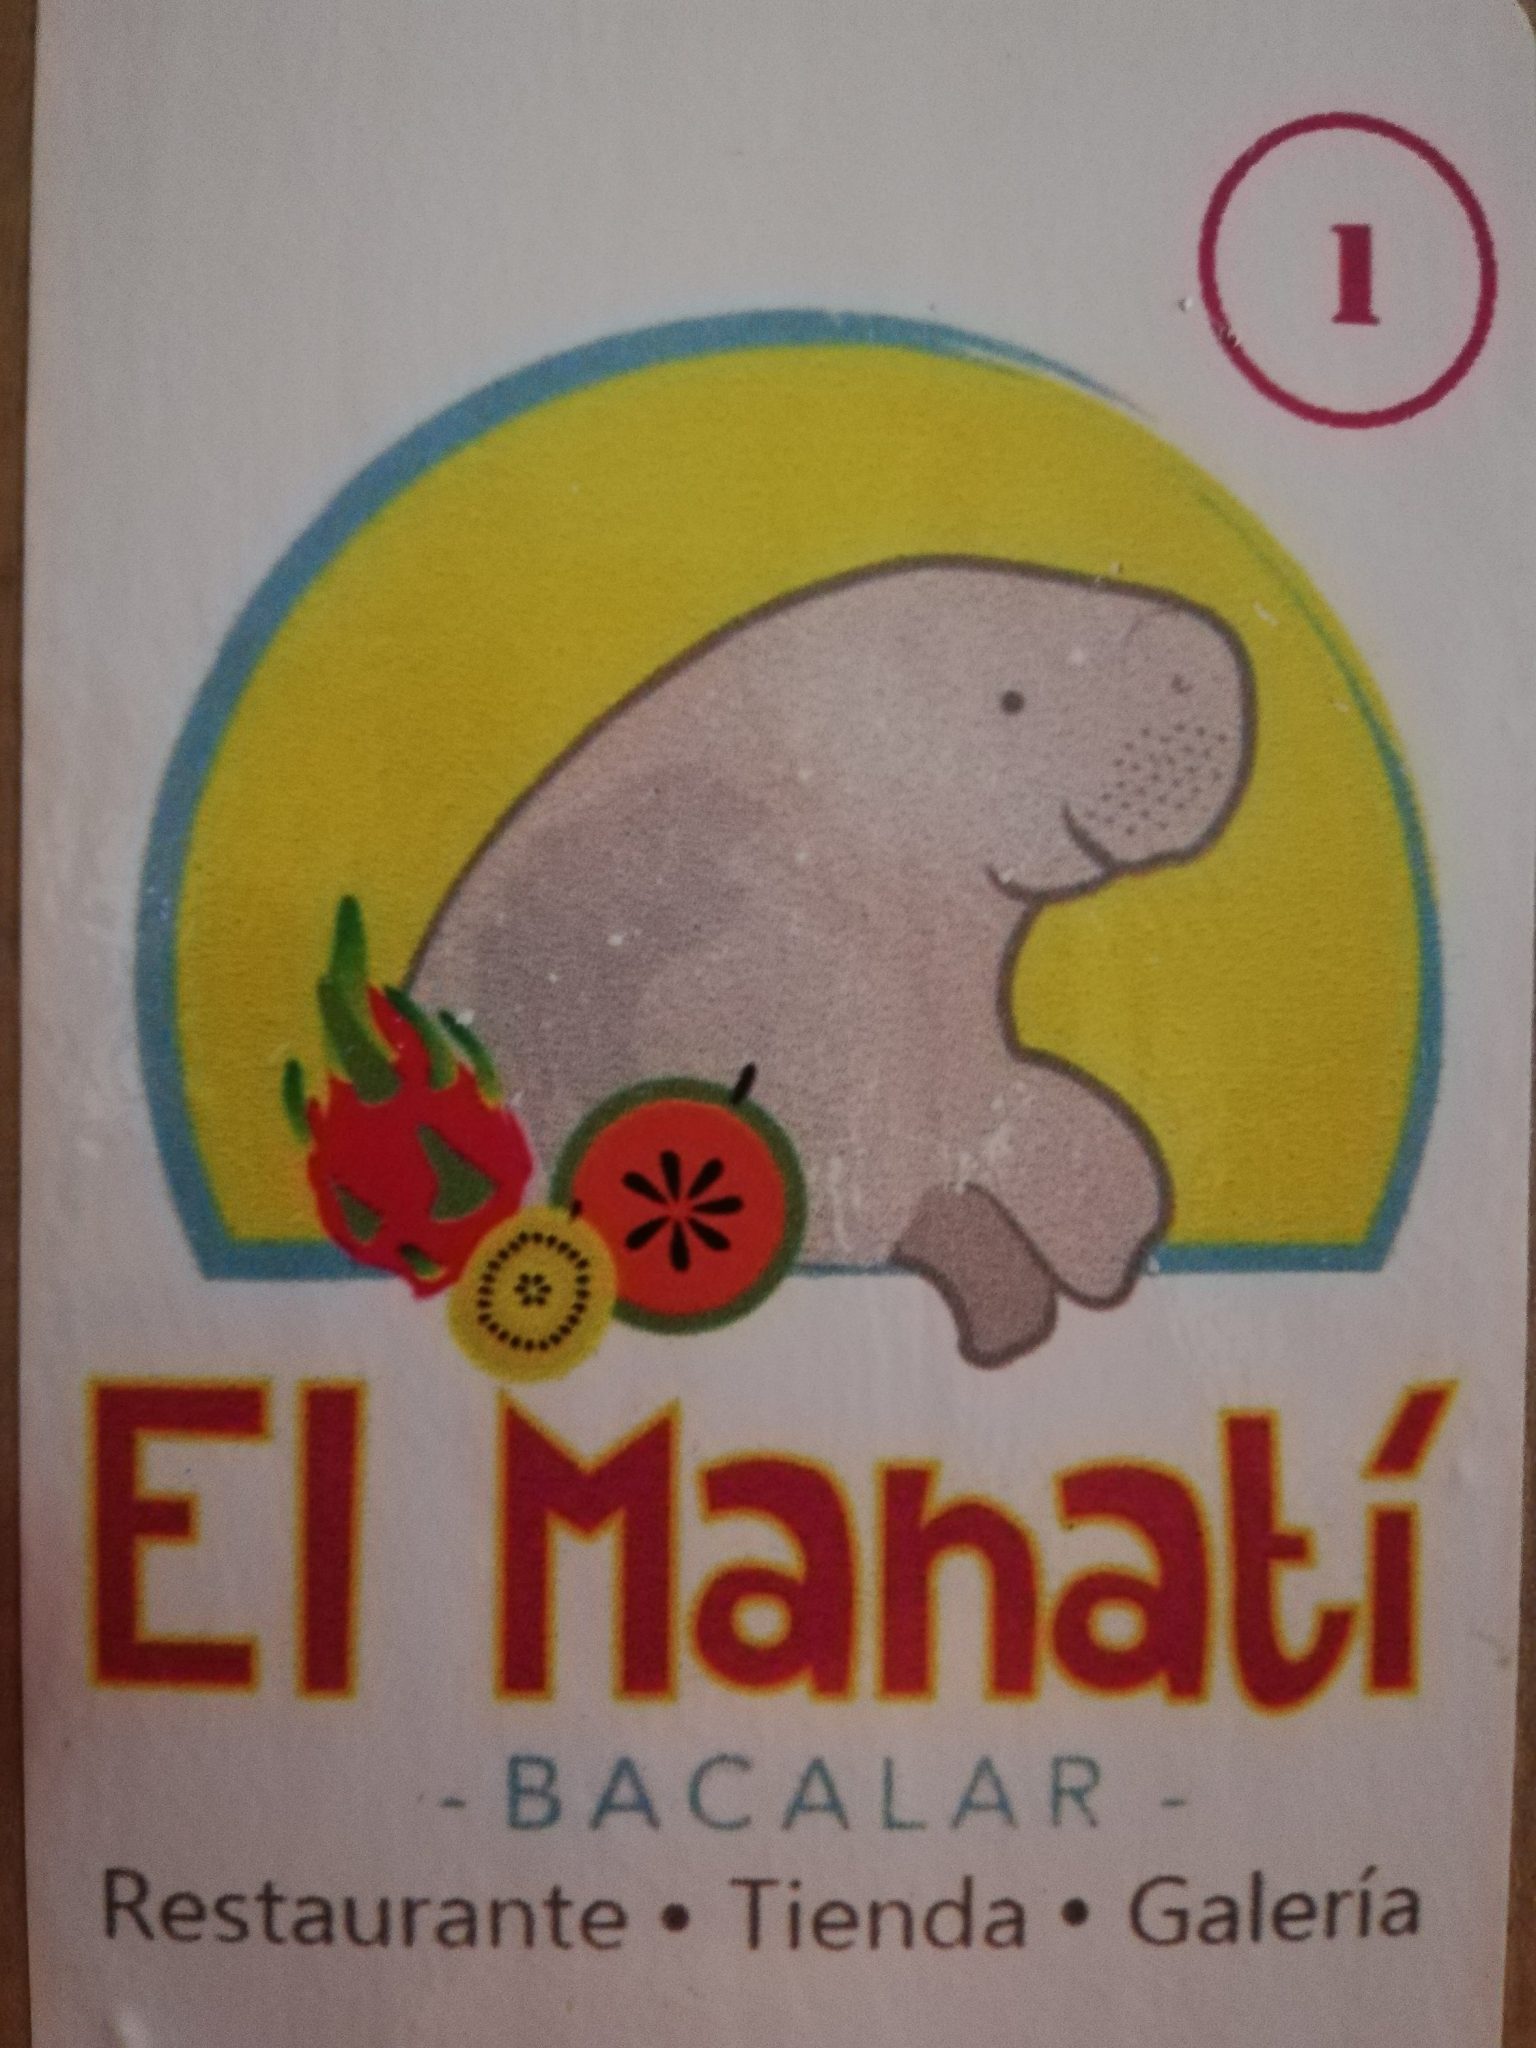 1
El Manatí
- BACALAR -
Restaurante • Tienda • Galería